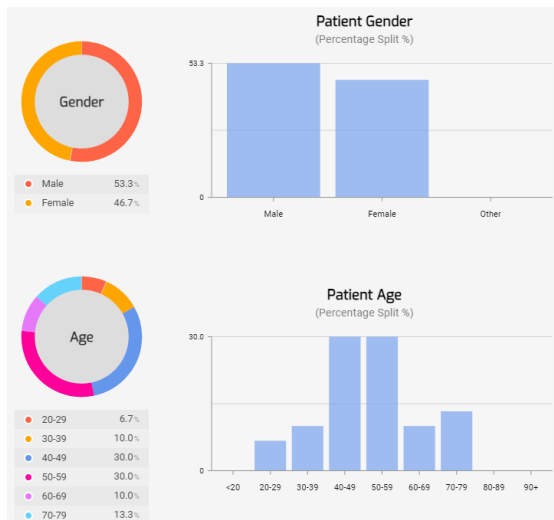 Patient Gender
(Percentage Split %)
Gender
Male 53.3%
Female 46.7%
53.3
0
Male Female Other
Patient Age
(Percentage Split %)
Age
20-29 6.7%
30-39 10.0%
40-49 30.0%
50-59 30.0%
60-69 10.0%
70-79 13.3%
30.0
0
<20 20-29 30-39 40-49 50-59 60-69 70-79 80-89 90+